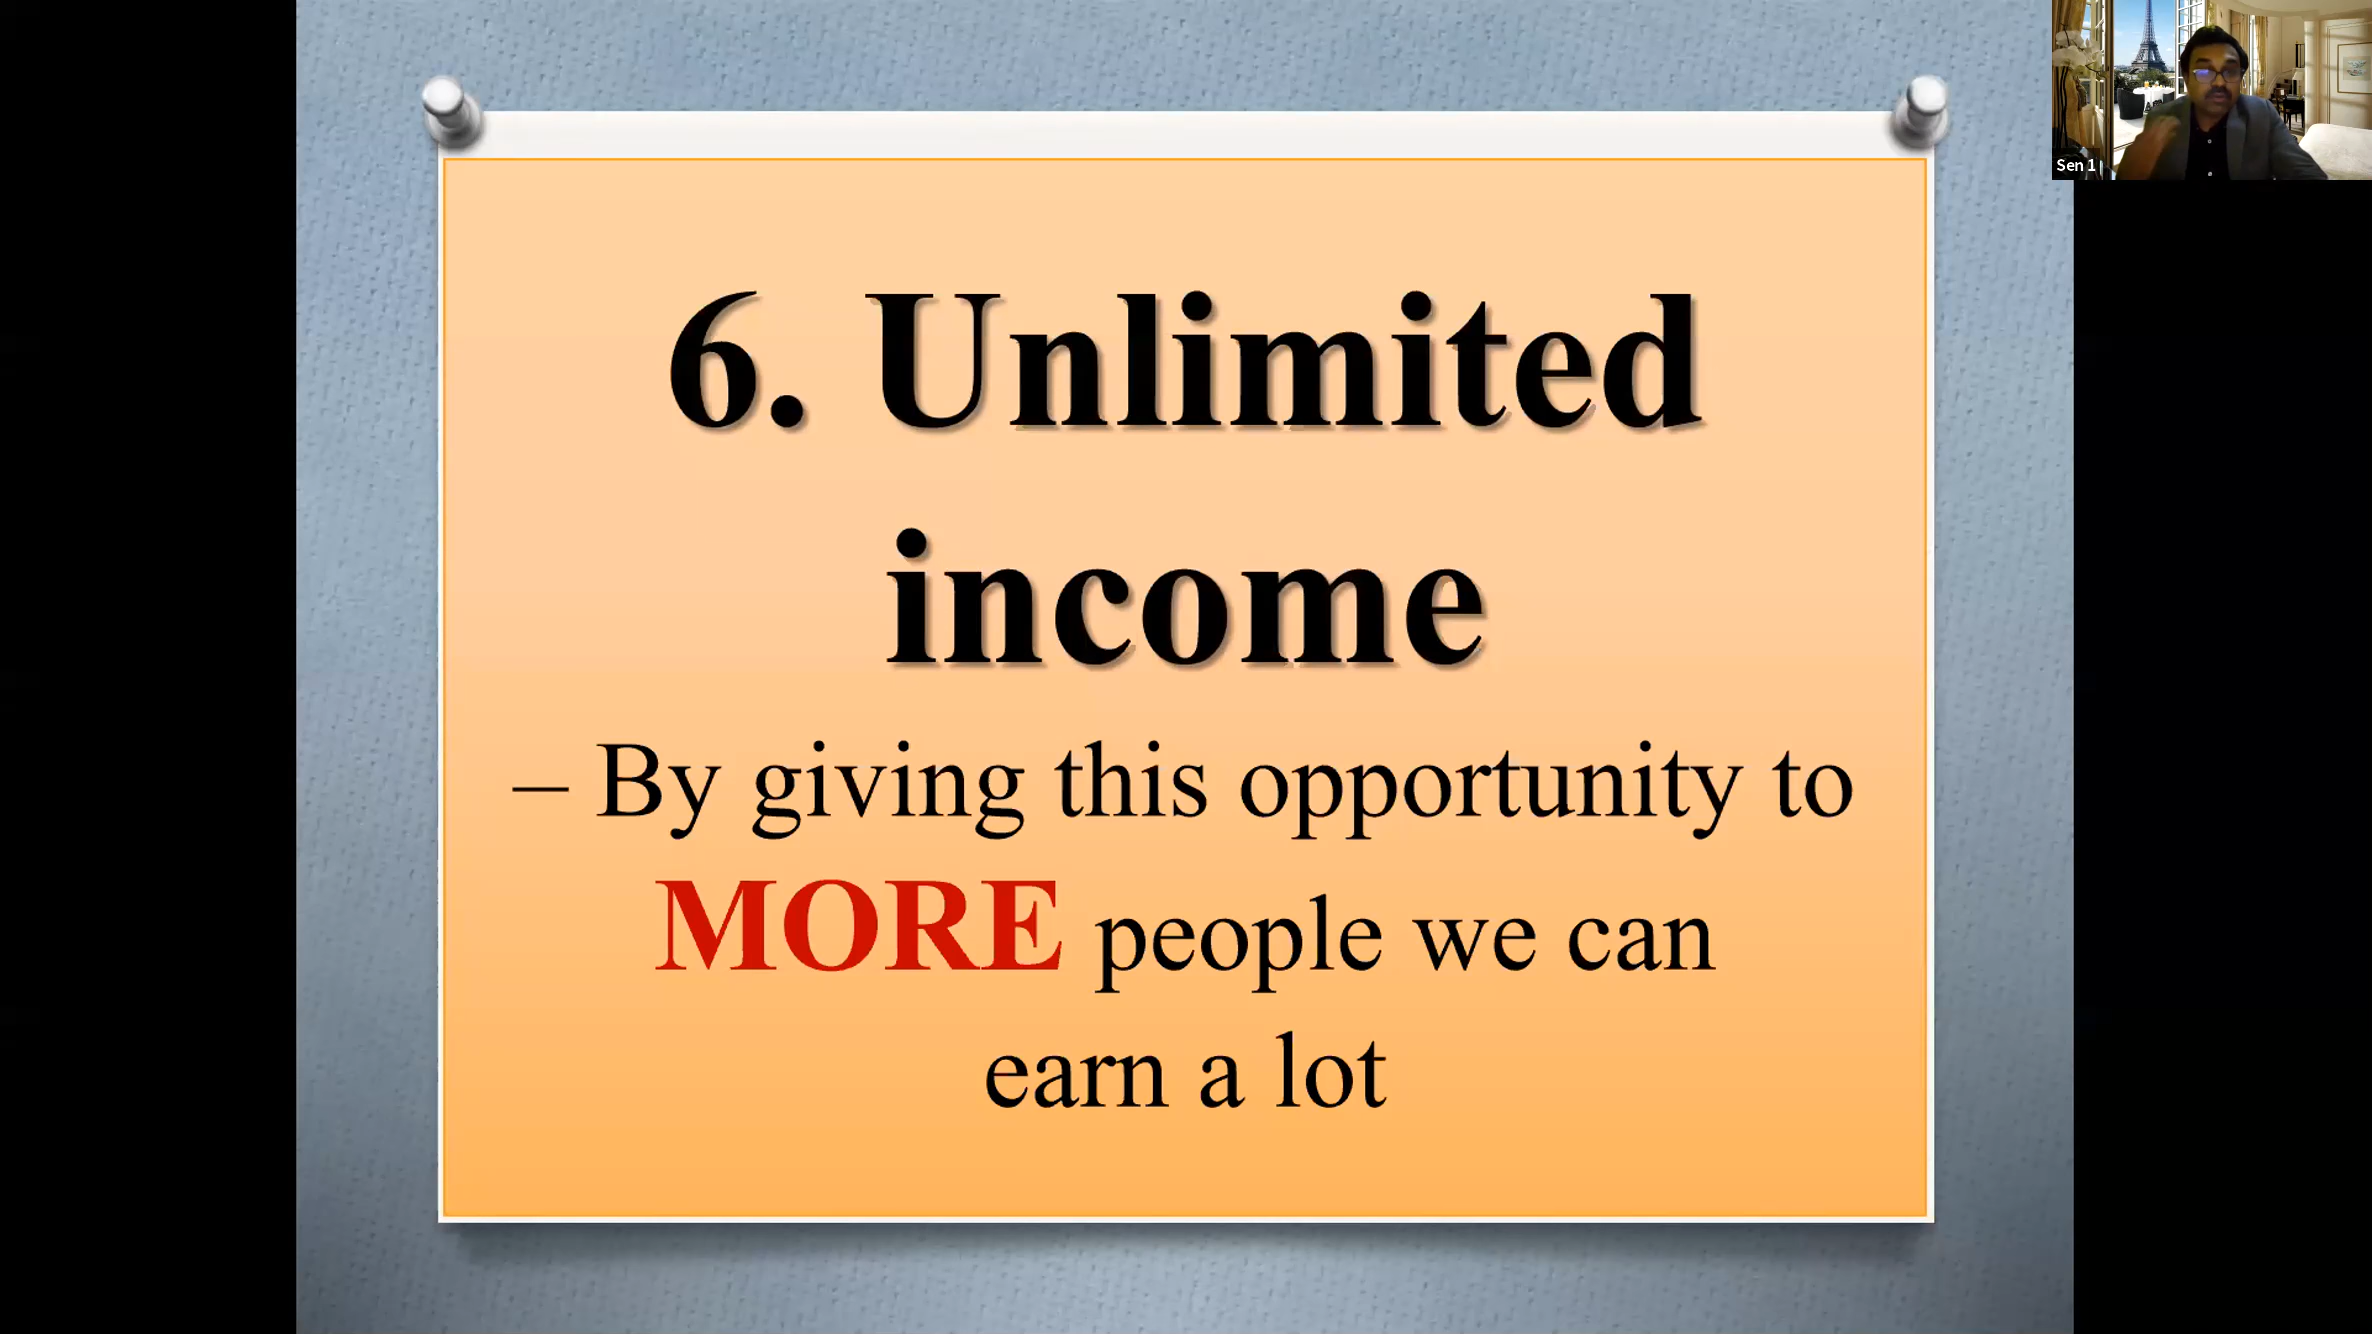 6. Unlimited
income
– By giving this opportunity to
MORE people we can
earn a lot
Sen 1